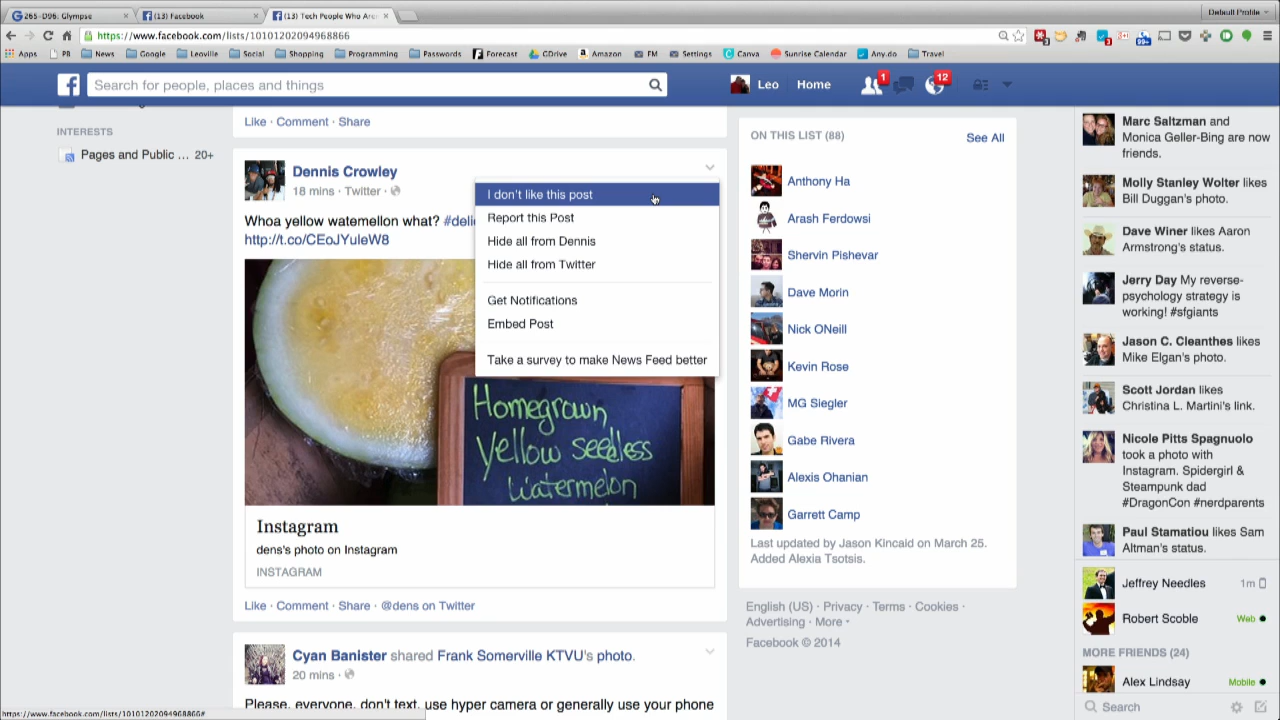 265-D96: Glympse
(13) Facebook
(13) Tech People Who Aren
Default Profile
https://www.facebook.com/lists/10101202094968866
Apps PB News Google Leoville Social Shopping Programming Passwords Forecast GDrive Amazon FM Settings Canva Sunrise Calendar Any.do Travel
Search for people, places and things
Leo Home 1 12
INTERESTS
Pages and Public ... 20+
Like · Comment · Share
Dennis Crowley
18 mins · Twitter ·
Whoa yellow watemellon what? #delic
http://t.co/CEoJYuleW8
I don't like this post
Report this Post
Hide all from Dennis
Hide all from Twitter
Get Notifications
Embed Post
Take a survey to make News Feed better
Homegrown
Yellow seedless
Watermelon
Instagram
dens's photo on Instagram
INSTAGRAM
Like · Comment · Share · @dens on Twitter
Cyan Banister shared Frank Somerville KTVU's photo.
20 mins ·
Please, everyone, don't text, use hyper camera or generally use your phone
https://www.facebook.com/lists/10101202094968866#
ON THIS LIST (88)
See All
Anthony Ha
Arash Ferdowsi
Shervin Pishevar
Dave Morin
Nick ONeill
Kevin Rose
MG Siegler
Gabe Rivera
Alexis Ohanian
Garrett Camp
Last updated by Jason Kincaid on March 25.
Added Alexia Tsotsis.
English (US) · Privacy · Terms · Cookies ·
Advertising · More
Facebook © 2014
Marc Saltzman and
Monica Geller-Bing are now
friends.
Molly Stanley Wolter likes
Bill Duggan's photo.
Dave Winer likes Aaron
Armstrong's status.
Jerry Day My reverse-
psychology strategy is
working! #sfgiants
Jason C. Cleanthes likes
Mike Elgan's photo.
Scott Jordan likes
Christina L. Martini's link.
Nicole Pitts Spagnuolo
took a photo with
Instagram. Spidergirl &
Steampunk dad
#DragonCon #nerdparents
Paul Stamatiou likes Sam
Altman's status.
Jeffrey Needles 1m
Robert Scoble Web
MORE FRIENDS (24)
Alex Lindsay Mobile
Search